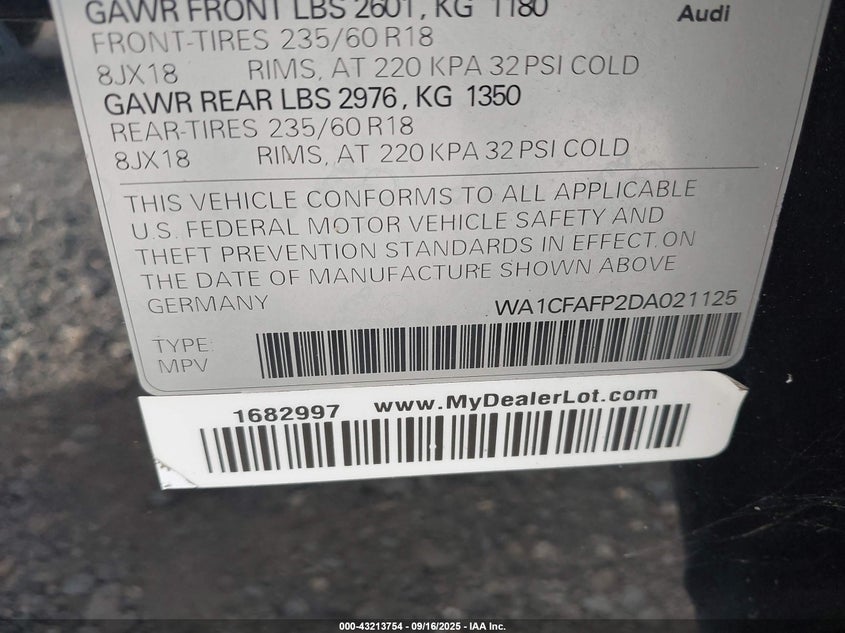 GAWR FRONT LBS 2601, KG 1180
Audi
FRONT-TIRES 235/60 R18
8JX18 RIMS, AT 220 KPA 32 PSI COLD
GAWR REAR LBS 2976, KG 1350
REAR-TIRES 235/60 R18
8JX18 RIMS, AT 220 KPA 32 PSI COLD
THIS VEHICLE CONFORMS TO ALL APPLICABLE
U.S. FEDERAL MOTOR VEHICLE SAFETY AND
THEFT PREVENTION STANDARDS IN EFFECT. ON
THE DATE OF MANUFACTURE SHOWN ABOVE
GERMANY WA1CFAFP2DA021125
TYPE:
MPV
1682997 www.MyDealerLot.com
000-43213754 - 09/16/2025 - IAA Inc.